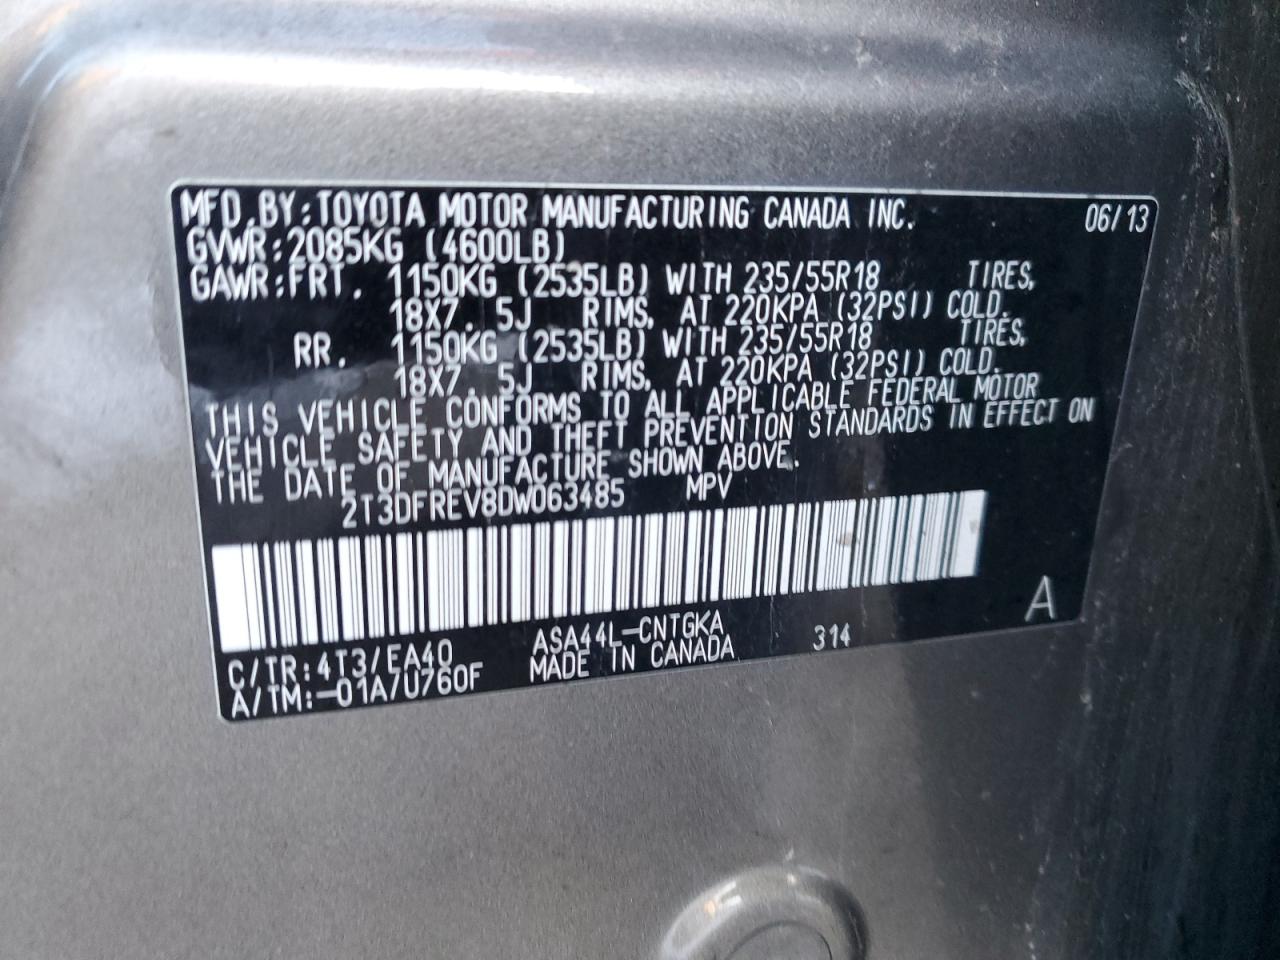 MFD.BY:TOYOTA MOTOR MANUFACTURING CANADA INC. 06/13
GVWR:2085KG (4600LB)
GAWR:FRT. 1150KG (2535LB) WITH 235/55R18 TIRES,
18X7.5J RIMS, AT 220KPA (32PSI) COLD.
RR. 1150KG (2535LB) WITH 235/55R18 TIRES,
18X7.5J RIMS, AT 220KPA (32PSI) COLD.
THIS VEHICLE CONFORMS TO ALL APPLICABLE FEDERAL MOTOR
VEHICLE SAFETY AND THEFT PREVENTION STANDARDS IN EFFECT ON
THE DATE OF MANUFACTURE SHOWN ABOVE.
2T3DFREV8DW063485 MPV
A
C/TR:4T3/EA40 ASA44L-CNTGKA 314
A/TM:-01A/U760F MADE IN CANADA